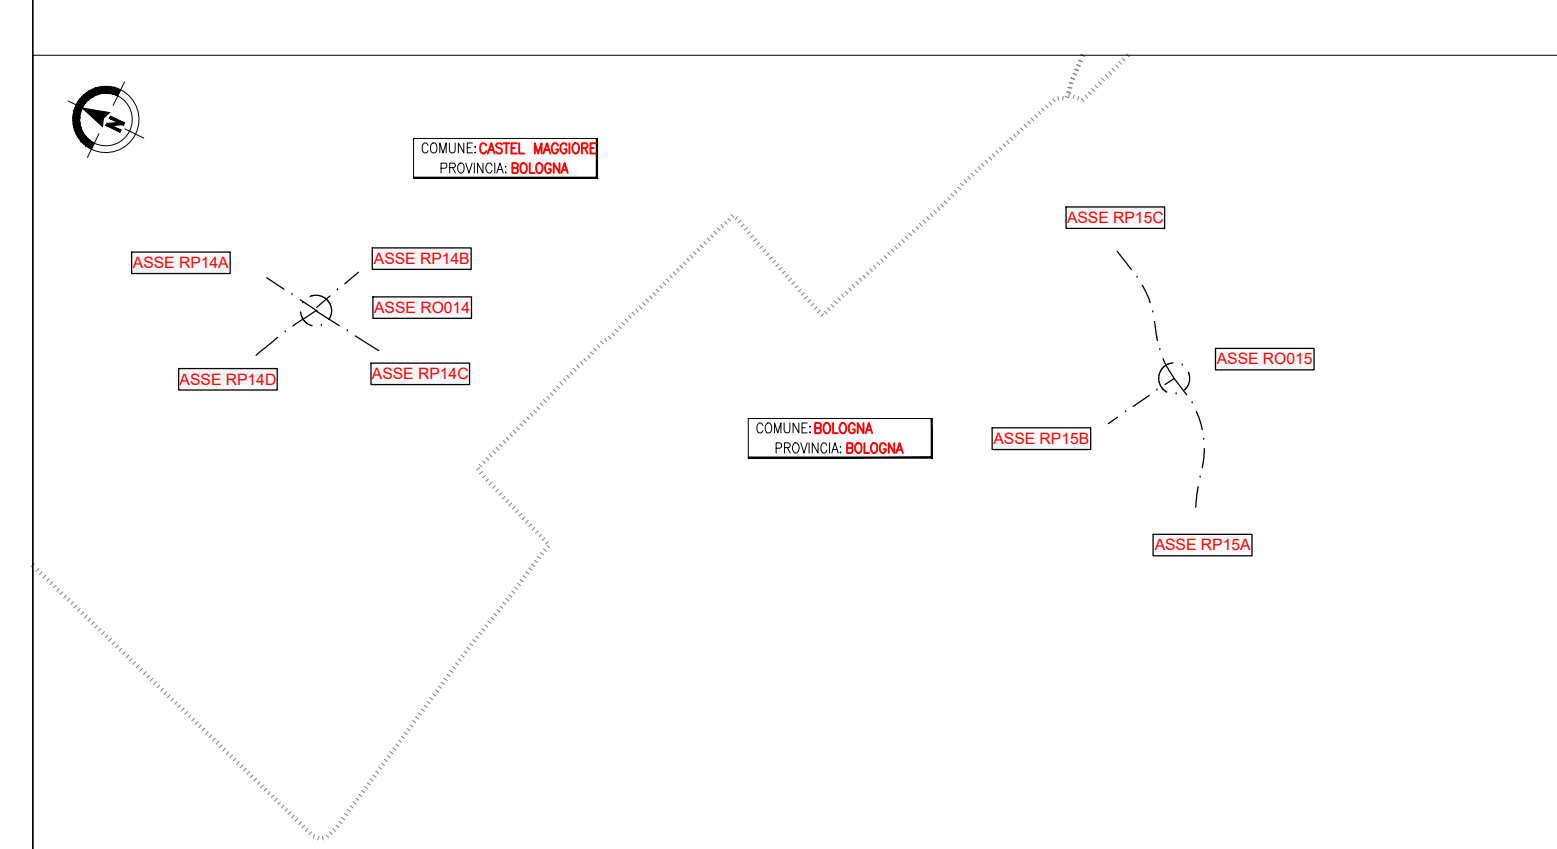 N
COMUNE: CASTEL MAGGIORE
PROVINCIA: BOLOGNA
ASSE RP14A
ASSE RP14B
ASSE RO014
ASSE RP14D
ASSE RP14C
ASSE RP15C
ASSE RO015
COMUNE: BOLOGNA
PROVINCIA: BOLOGNA
ASSE RP15B
ASSE RP15A